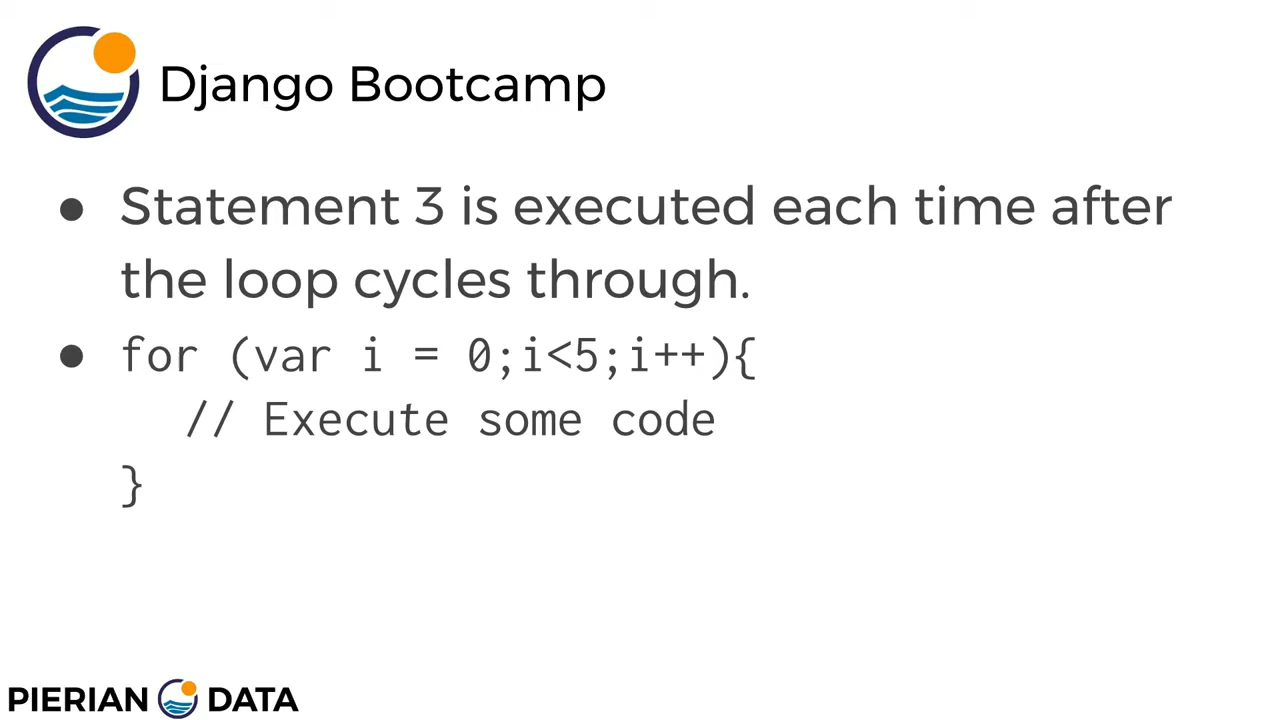 Django Bootcamp
● Statement 3 is executed each time after
the loop cycles through.
● for (var i = 0;i<5;i++){
// Execute some code
}
PIERIAN DATA